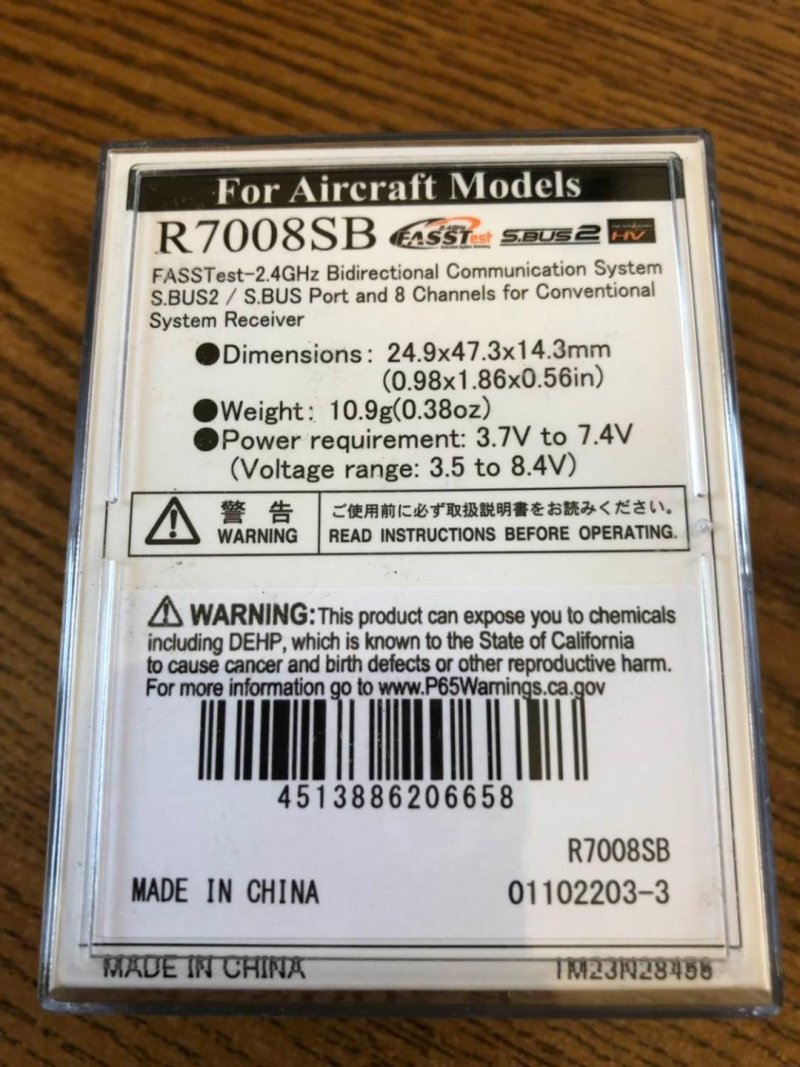 For Aircraft Models
R7008SB FASSTest S.BUS2 HV
FASSTest-2.4GHz Bidirectional Communication System
S.BUS2 / S.BUS Port and 8 Channels for Conventional
System Receiver
●Dimensions: 24.9x47.3x14.3mm
(0.98x1.86x0.56in)
●Weight: 10.9g(0.38oz)
●Power requirement: 3.7V to 7.4V
(Voltage range: 3.5 to 8.4V)
警告 ご使用前に必ず取扱説明書をお読みください。
WARNING READ INSTRUCTIONS BEFORE OPERATING.
WARNING: This product can expose you to chemicals
including DEHP, which is known to the State of California
to cause cancer and birth defects or other reproductive harm.
For more information go to www.P65Warnings.ca.gov
4513886206658
R7008SB
MADE IN CHINA 01102203-3
MADE IN CHINA